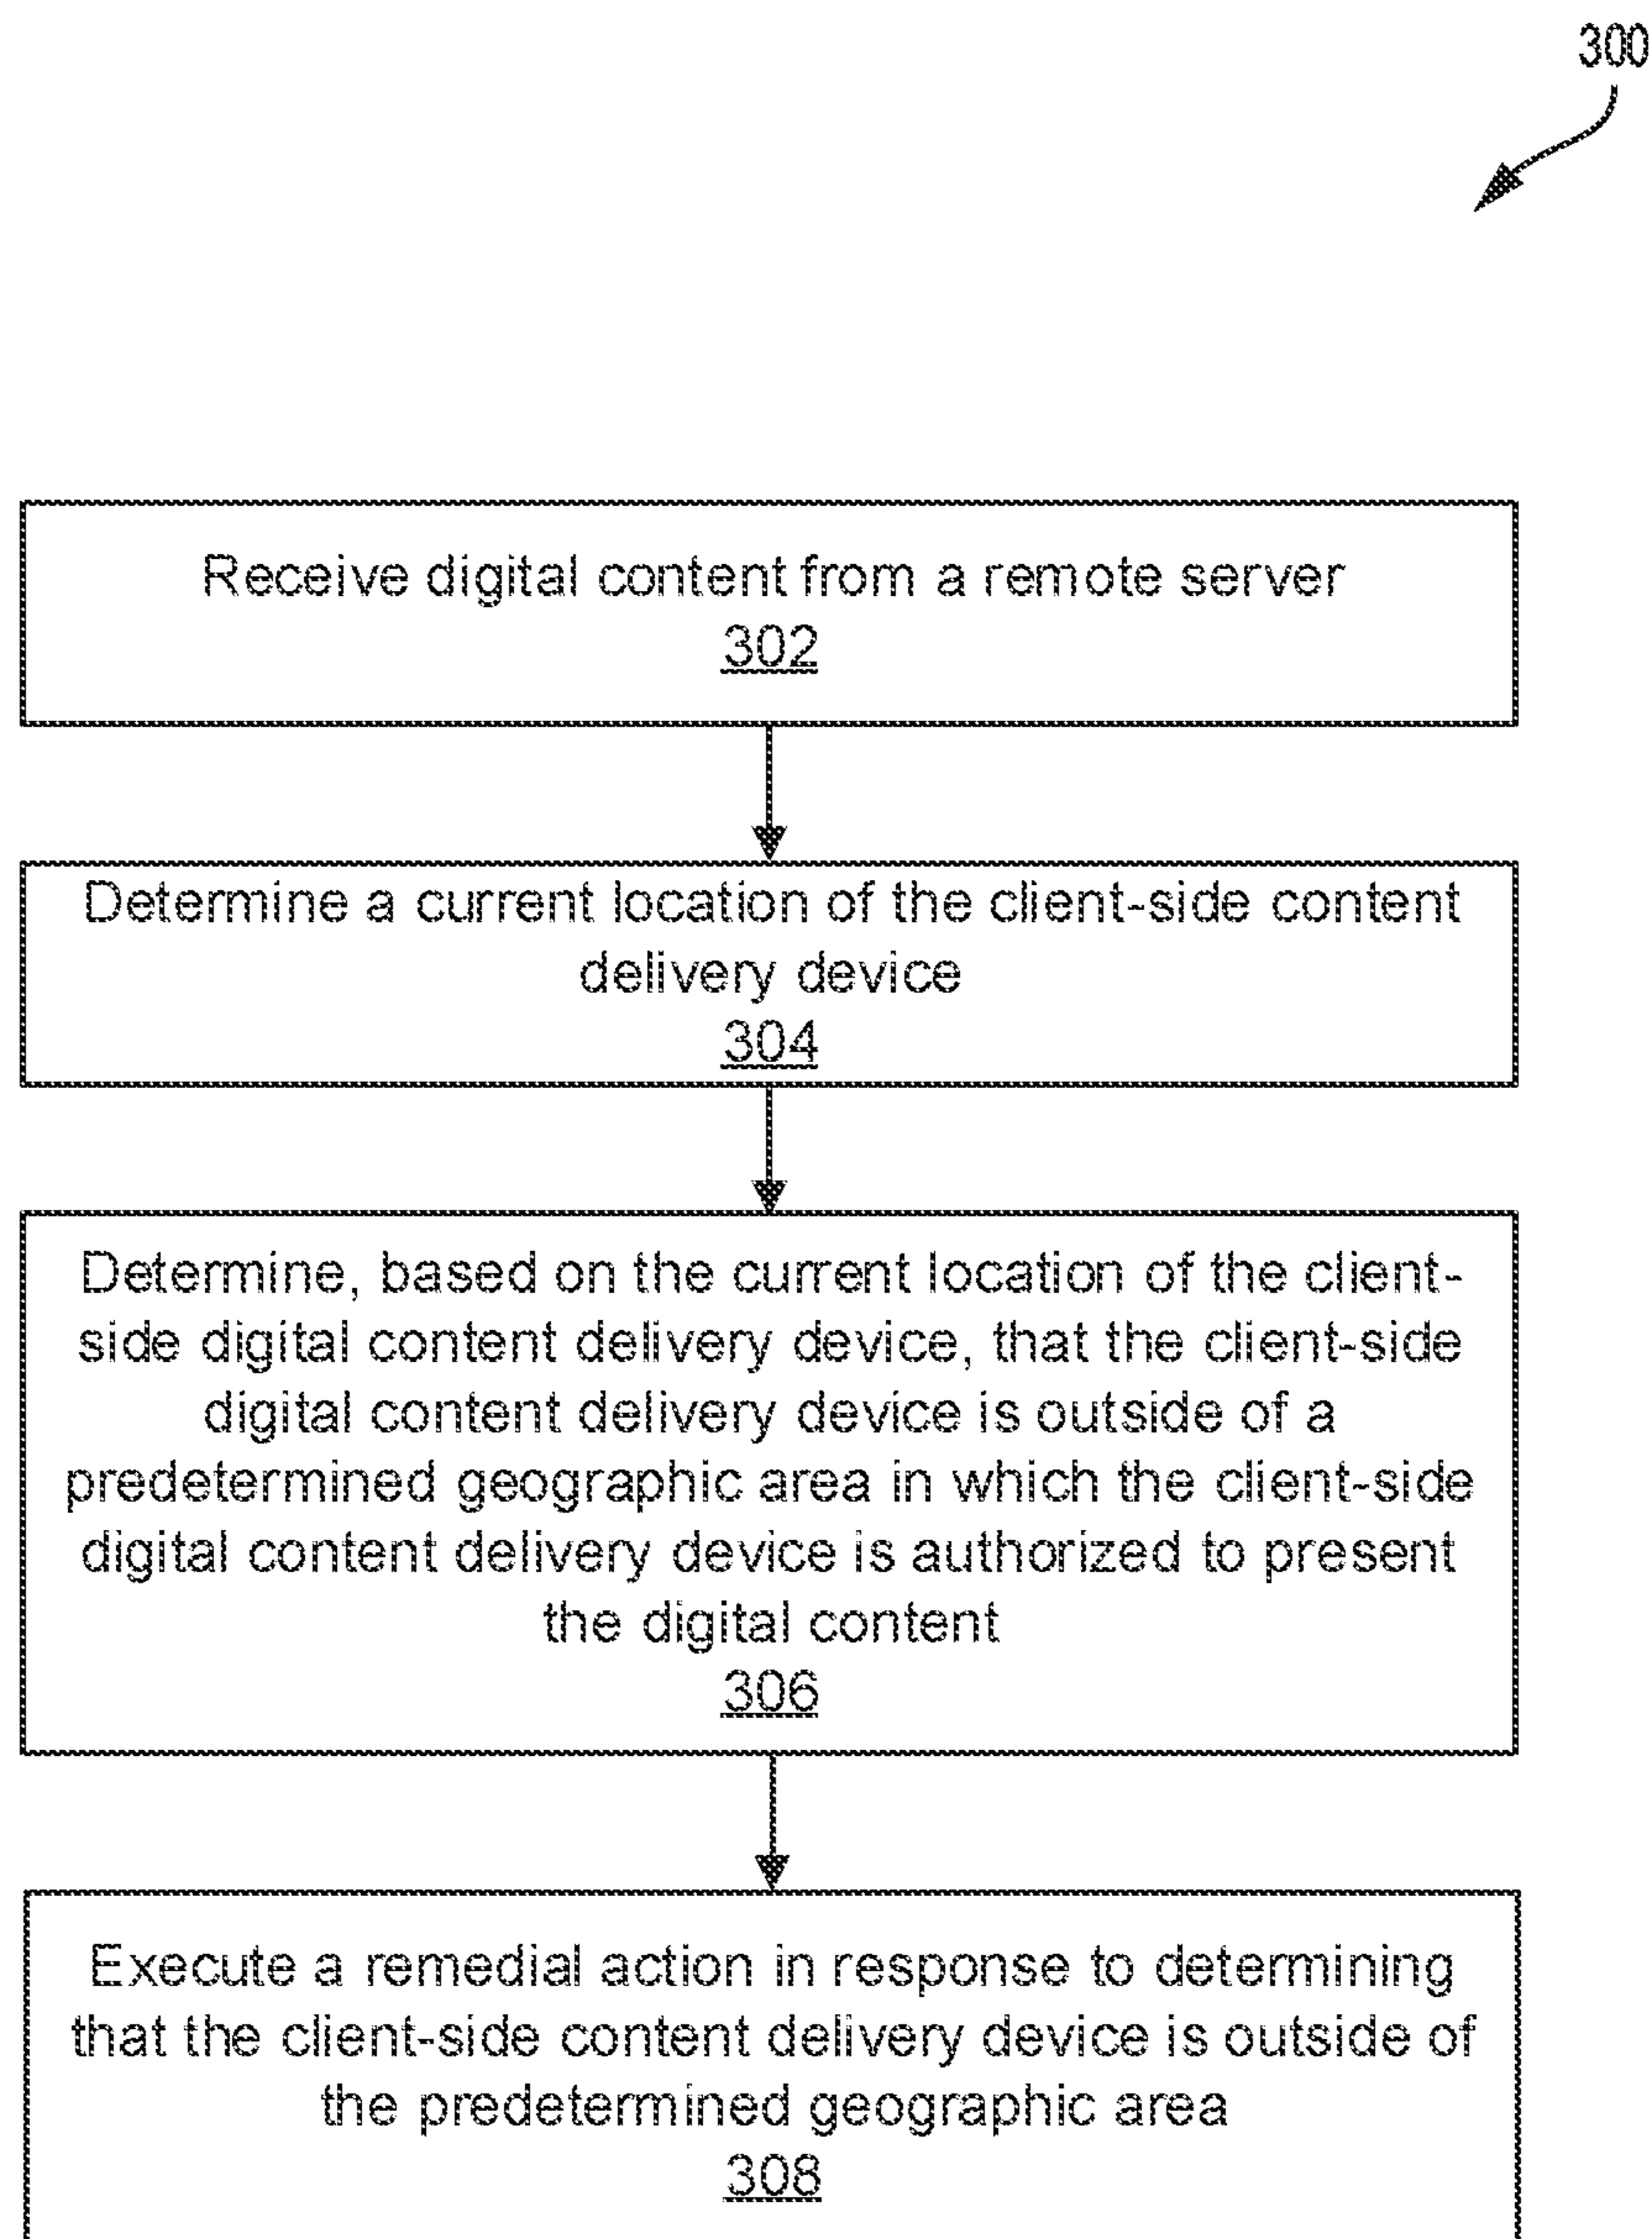 300
Receive digital content from a remote server
302
Determine a current location of the client-side content
delivery device
304
Determine, based on the current location of the client-
side digital content delivery device, that the client-side
digital content delivery device is outside of a
predetermined geographic area in which the client-side
digital content delivery device is authorized to present
the digital content
306
Execute a remedial action in response to determining
that the client-side content delivery device is outside of
the predetermined geographic area
308